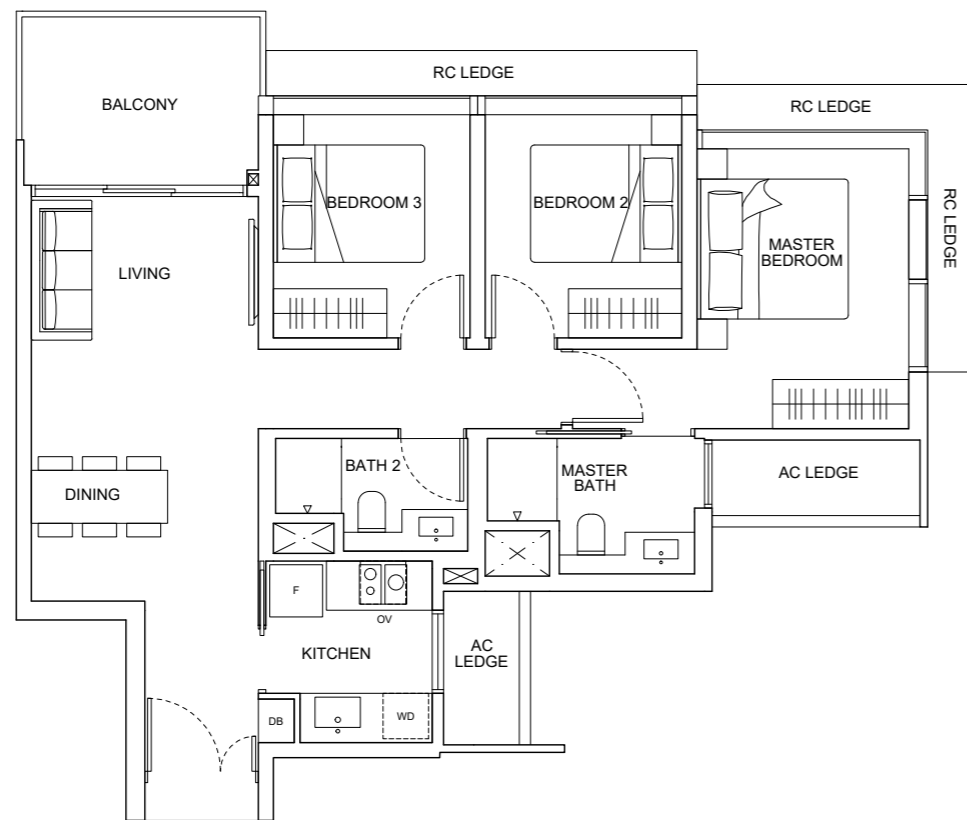 RC LEDGE
BALCONY
RC LEDGE
BEDROOM 3
BEDROOM 2
RC LEDGE
MASTER
BEDROOM
LIVING
BATH 2
MASTER
BATH
AC LEDGE
DINING
F
OV
KITCHEN
AC
LEDGE
DB
WD